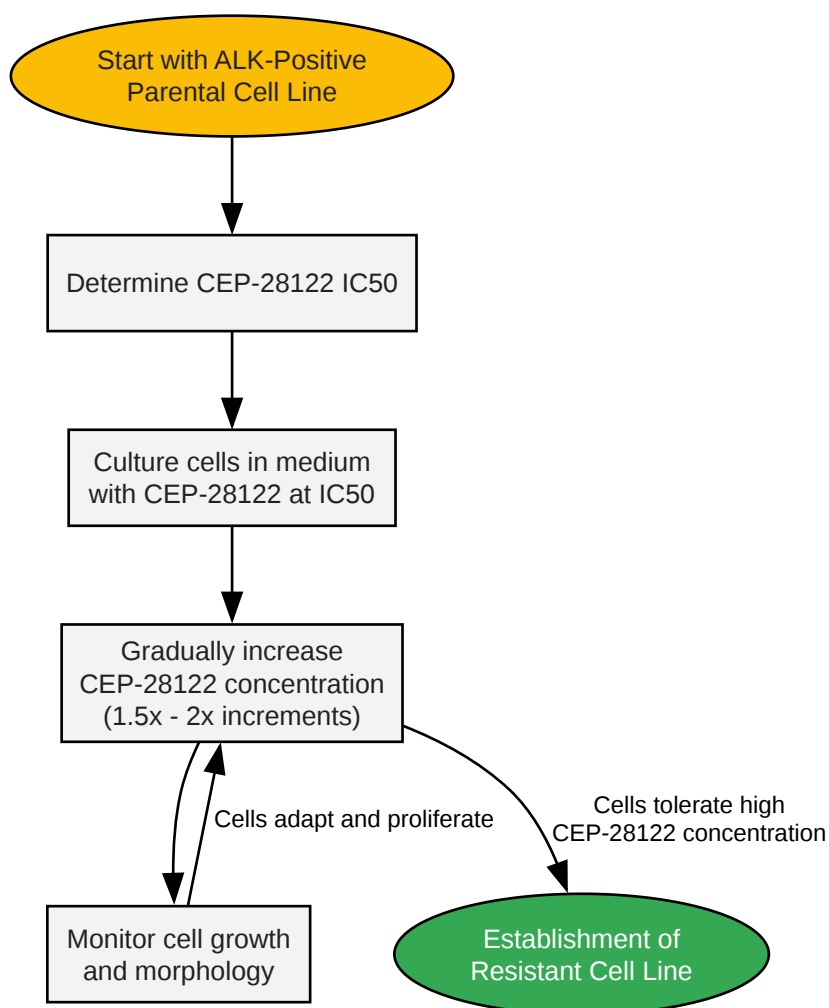 Start with ALK-Positive
Parental Cell Line
Determine CEP-28122 IC50
Culture cells in medium
with CEP-28122 at IC50
Gradually increase
CEP-28122 concentration
(1.5x - 2x increments)
Cells adapt and proliferate
Cells tolerate high
CEP-28122 concentration
Monitor cell growth
and morphology
Establishment of
Resistant Cell Line